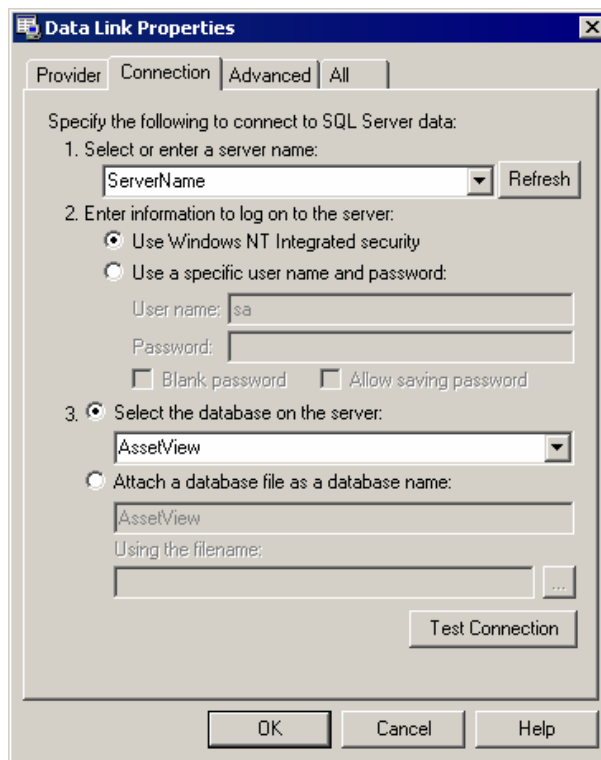 Data Link Properties
Provider Connection Advanced All
Specify the following to connect to SQL Server data:
1. Select or enter a server name:
ServerName Refresh
2. Enter information to log on to the server:
Use Windows NT Integrated security
Use a specific user name and password:
User name: sa
Password:
Blank password Allow saving password
3. Select the database on the server:
AssetView
Attach a database file as a database name:
AssetView
Using the filename:
...
Test Connection
OK Cancel Help